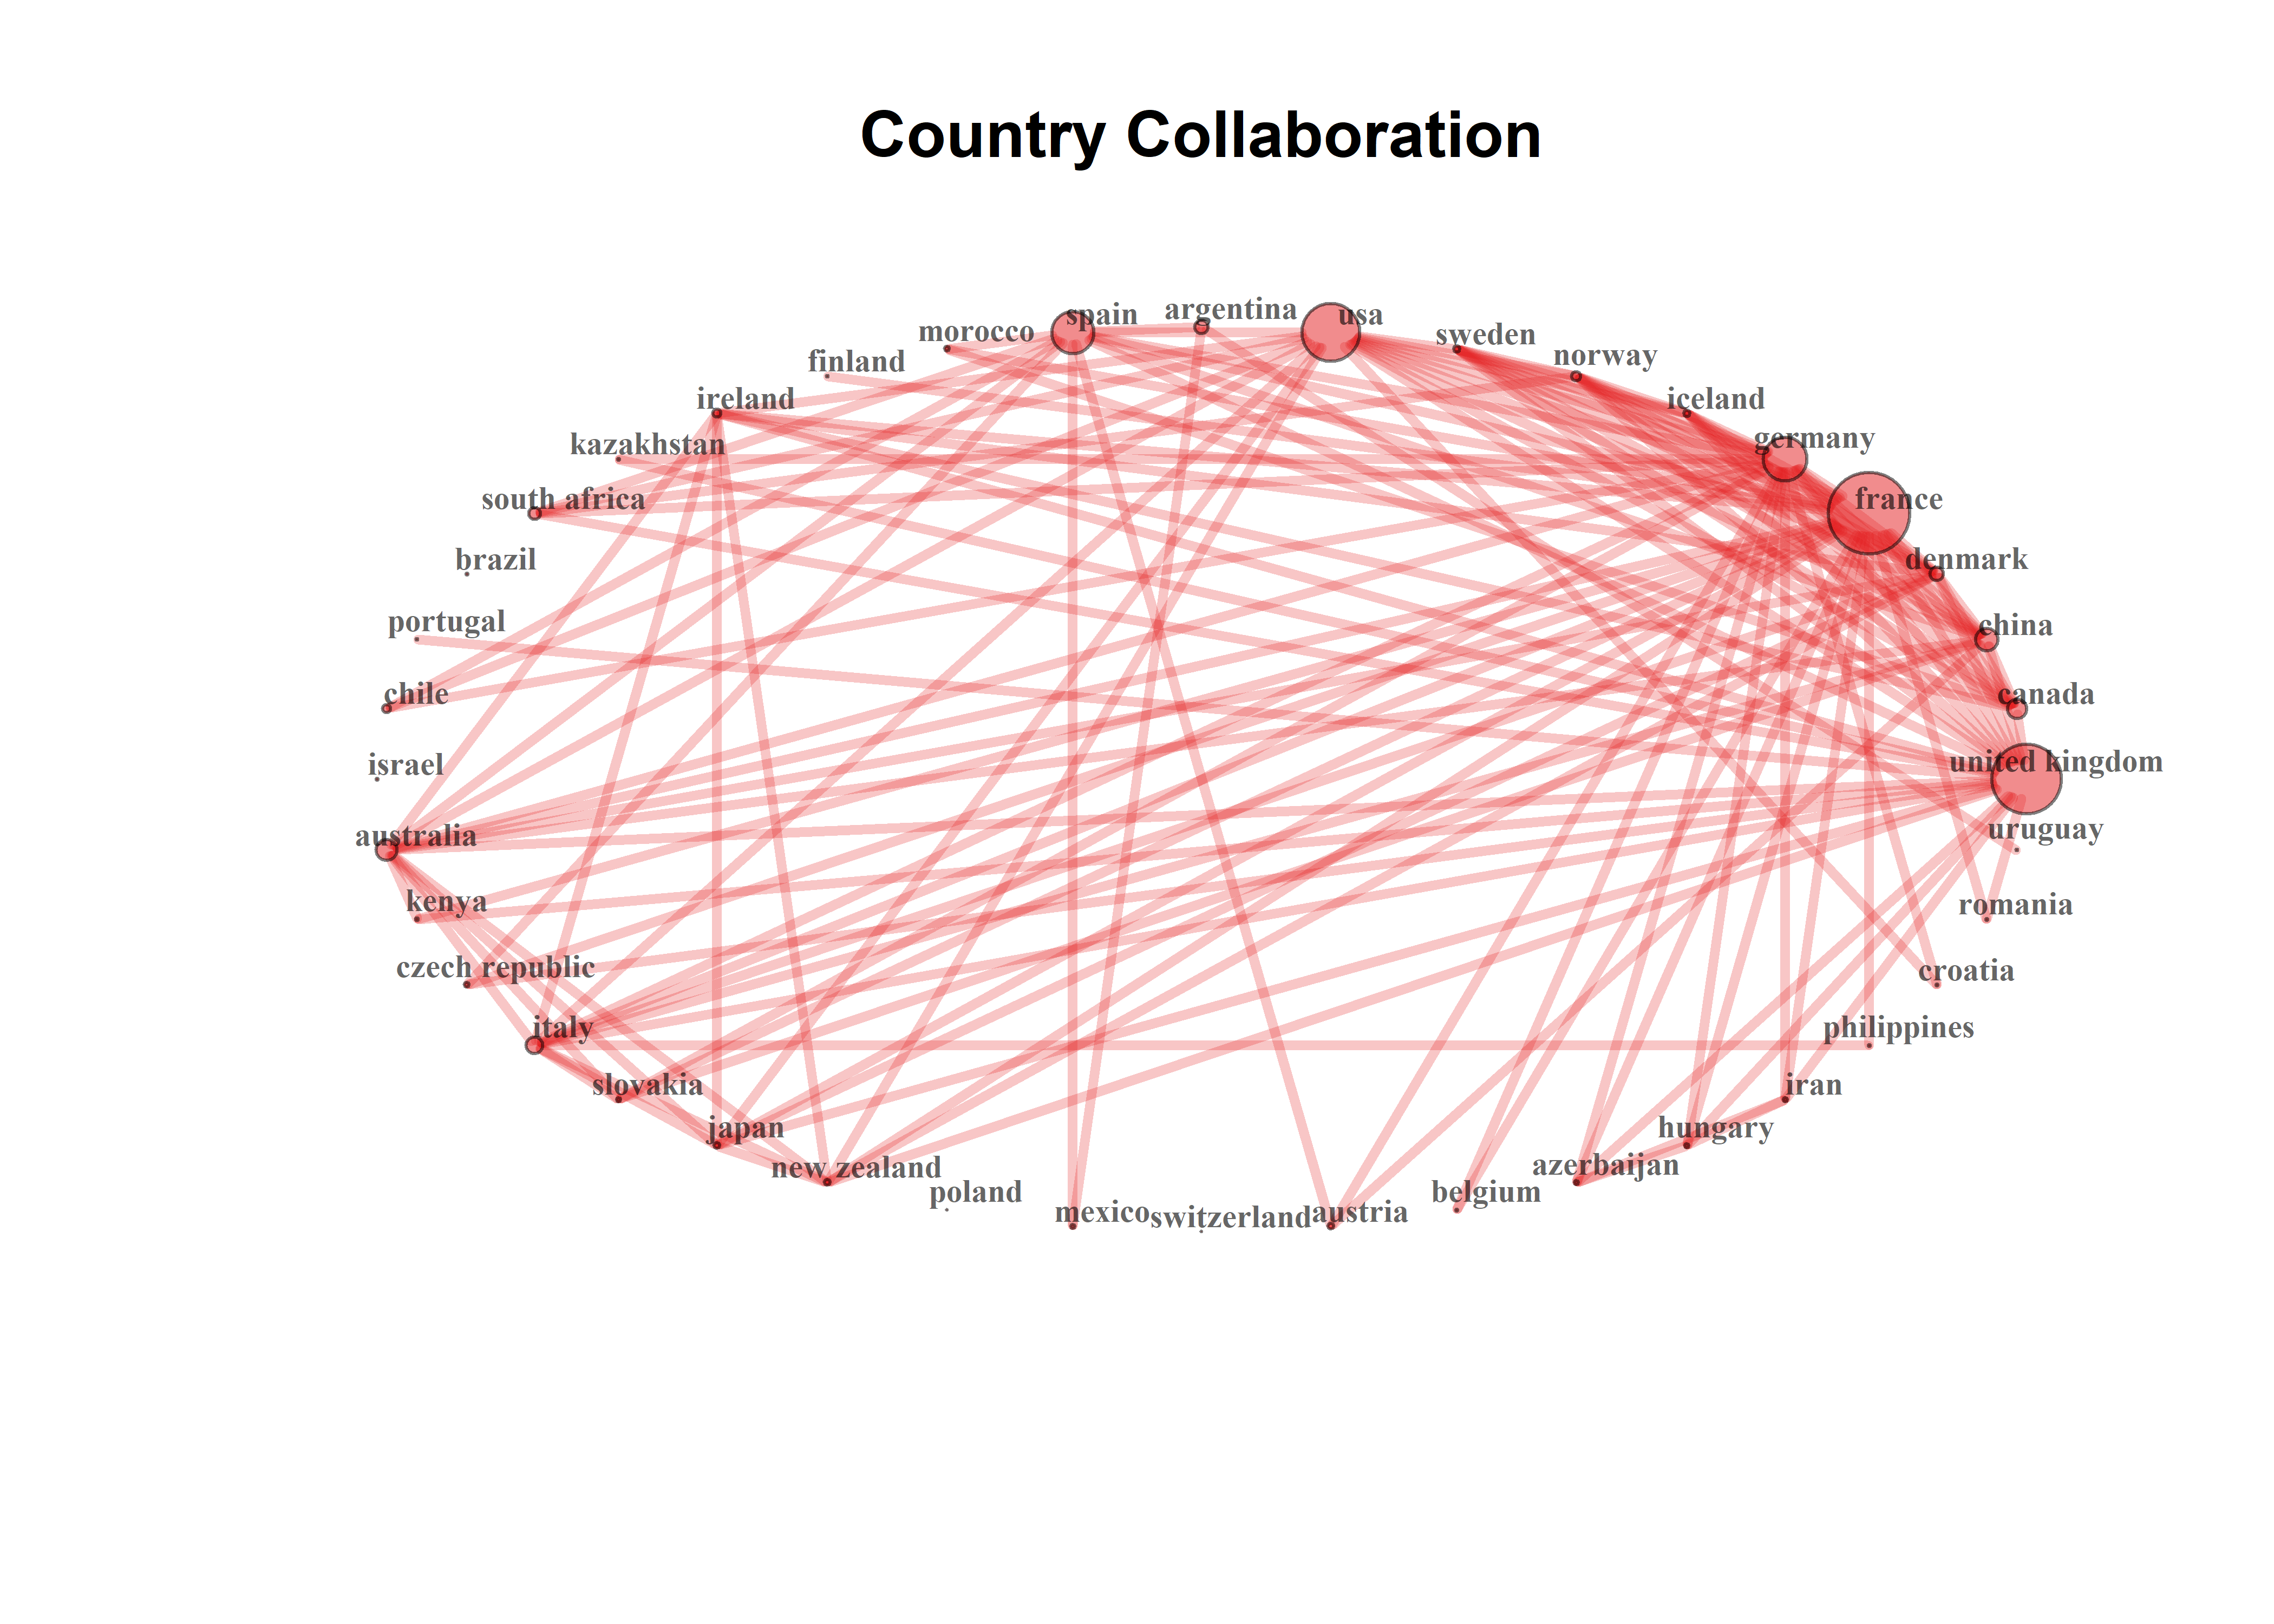 Country Collaboration
spain
argentina
usa
morocco
sweden
finland
norway
ireland
iceland
kazakhstan
germany
south africa
france
brazil
denmark
portugal
china
chile
canada
israel
united kingdom
australia
uruguay
kenya
romania
czech republic
croatia
italy
philippines
slovakia
iran
japan
hungary
new zealand
azerbaijan
poland
belgium
mexico
switzerland
austria